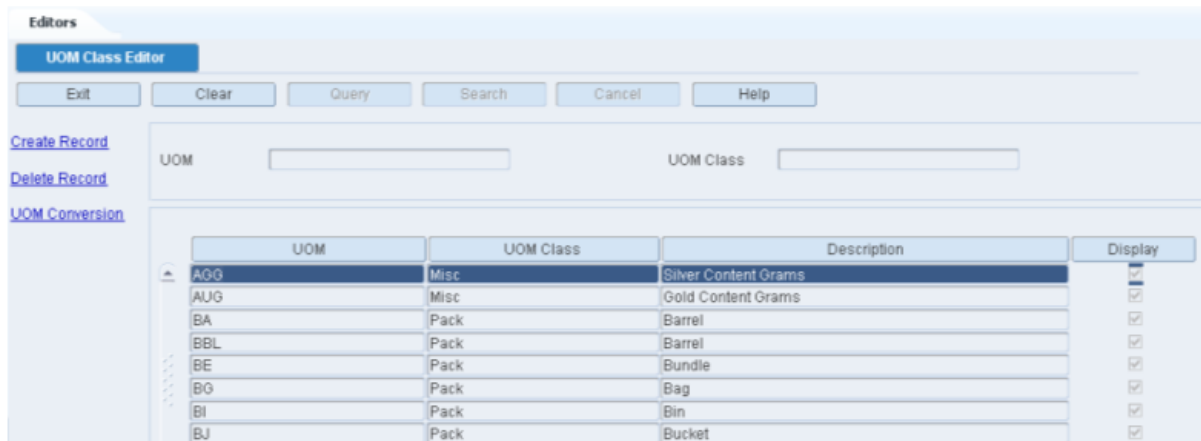 Editors
UOM Class Editor
Exit Clear Query Search Cancel Help
Create Record
UOM UOM Class
Delete Record
UOM Conversion
UOM UOM Class Description Display
AGG Misc Silver Content Grams
AUG Misc Gold Content Grams
BA Pack Barrel
BBL Pack Barrel
BE Pack Bundle
BG Pack Bag
BI Pack Bin
BJ Pack Bucket